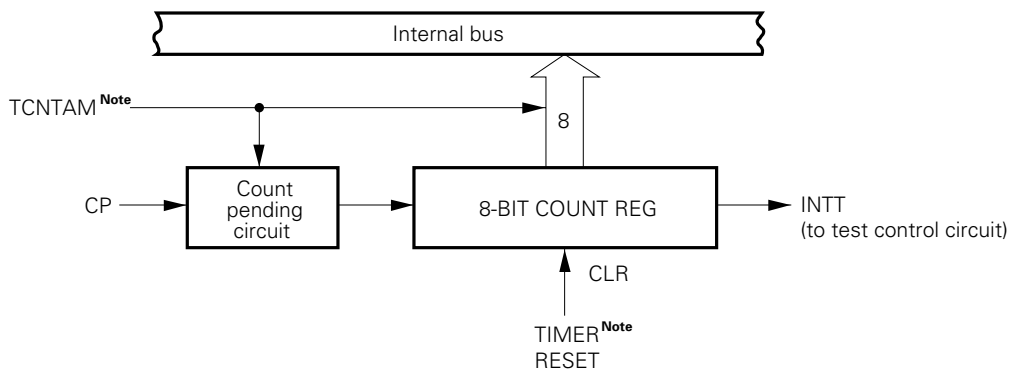 Internal bus
TCNTAM Note
8
CP
Count
pending
circuit
8-BIT COUNT REG
INTT
(to test control circuit)
CLR
TIMER Note
RESET